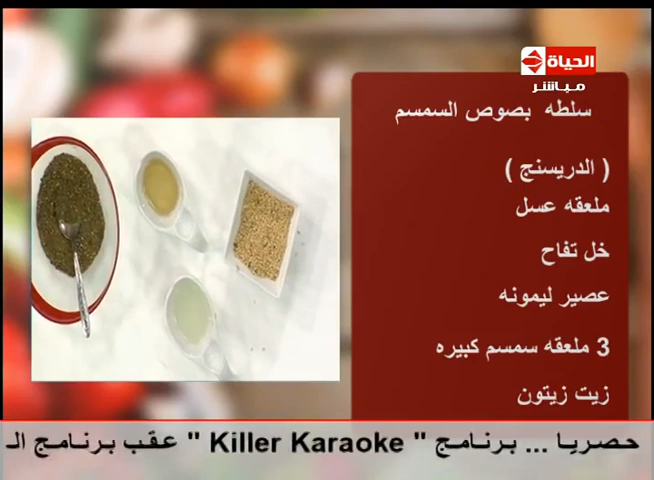 الحياة
مباشر
سلطه بصوص السمسم
( الدريسنج )
ملعقه عسل
خل تفاح
عصير ليمونه
3 ملعقه سمسم كبيره
زيت زيتون
حصريا ... برنامج " Killer Karaoke " عقب برنامج الـ